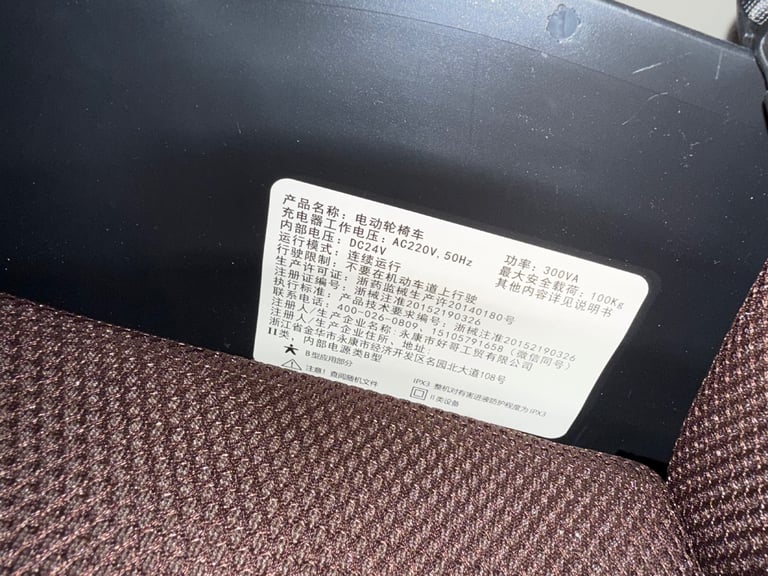 产品名称：电动轮椅车
充电器工作电压：AC220V.50Hz
功率：300VA
内部电压：DC24V
最大安全载荷：100Kg
运行模式：连续运行
其他内容详见说明书
行驶限制：不要在机动车道上行驶
生产许可证：浙药监械生产许20140180号
注册证编号：浙械注准20152190326
执行标准：产品技术要求编号：浙械注准20152190326
联系电话：400-026-0809，15105791658（微信同号）
注册人/生产企业名称：永康市好哥工贸有限公司
注册人/生产企业住所、地址：
浙江省金华市永康市经济开发区名园北大道108号
II类、内部电源类B型
B型应用部分
IPX3 整机对有害进液防护程度为IPX3
注意！查阅随机文件
II类设备